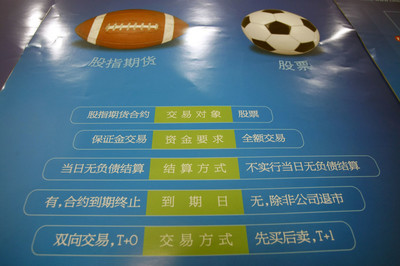 股指期货 股票
股指期货合约 交易对象 股票
保证金交易 资金要求 全额交易
当日无负债结算 结算方式 不实行当日无负债结算
有,合约到期终止 到期日 无,除非公司退市
双向交易,T+0 交易方式 先买后卖,T+1